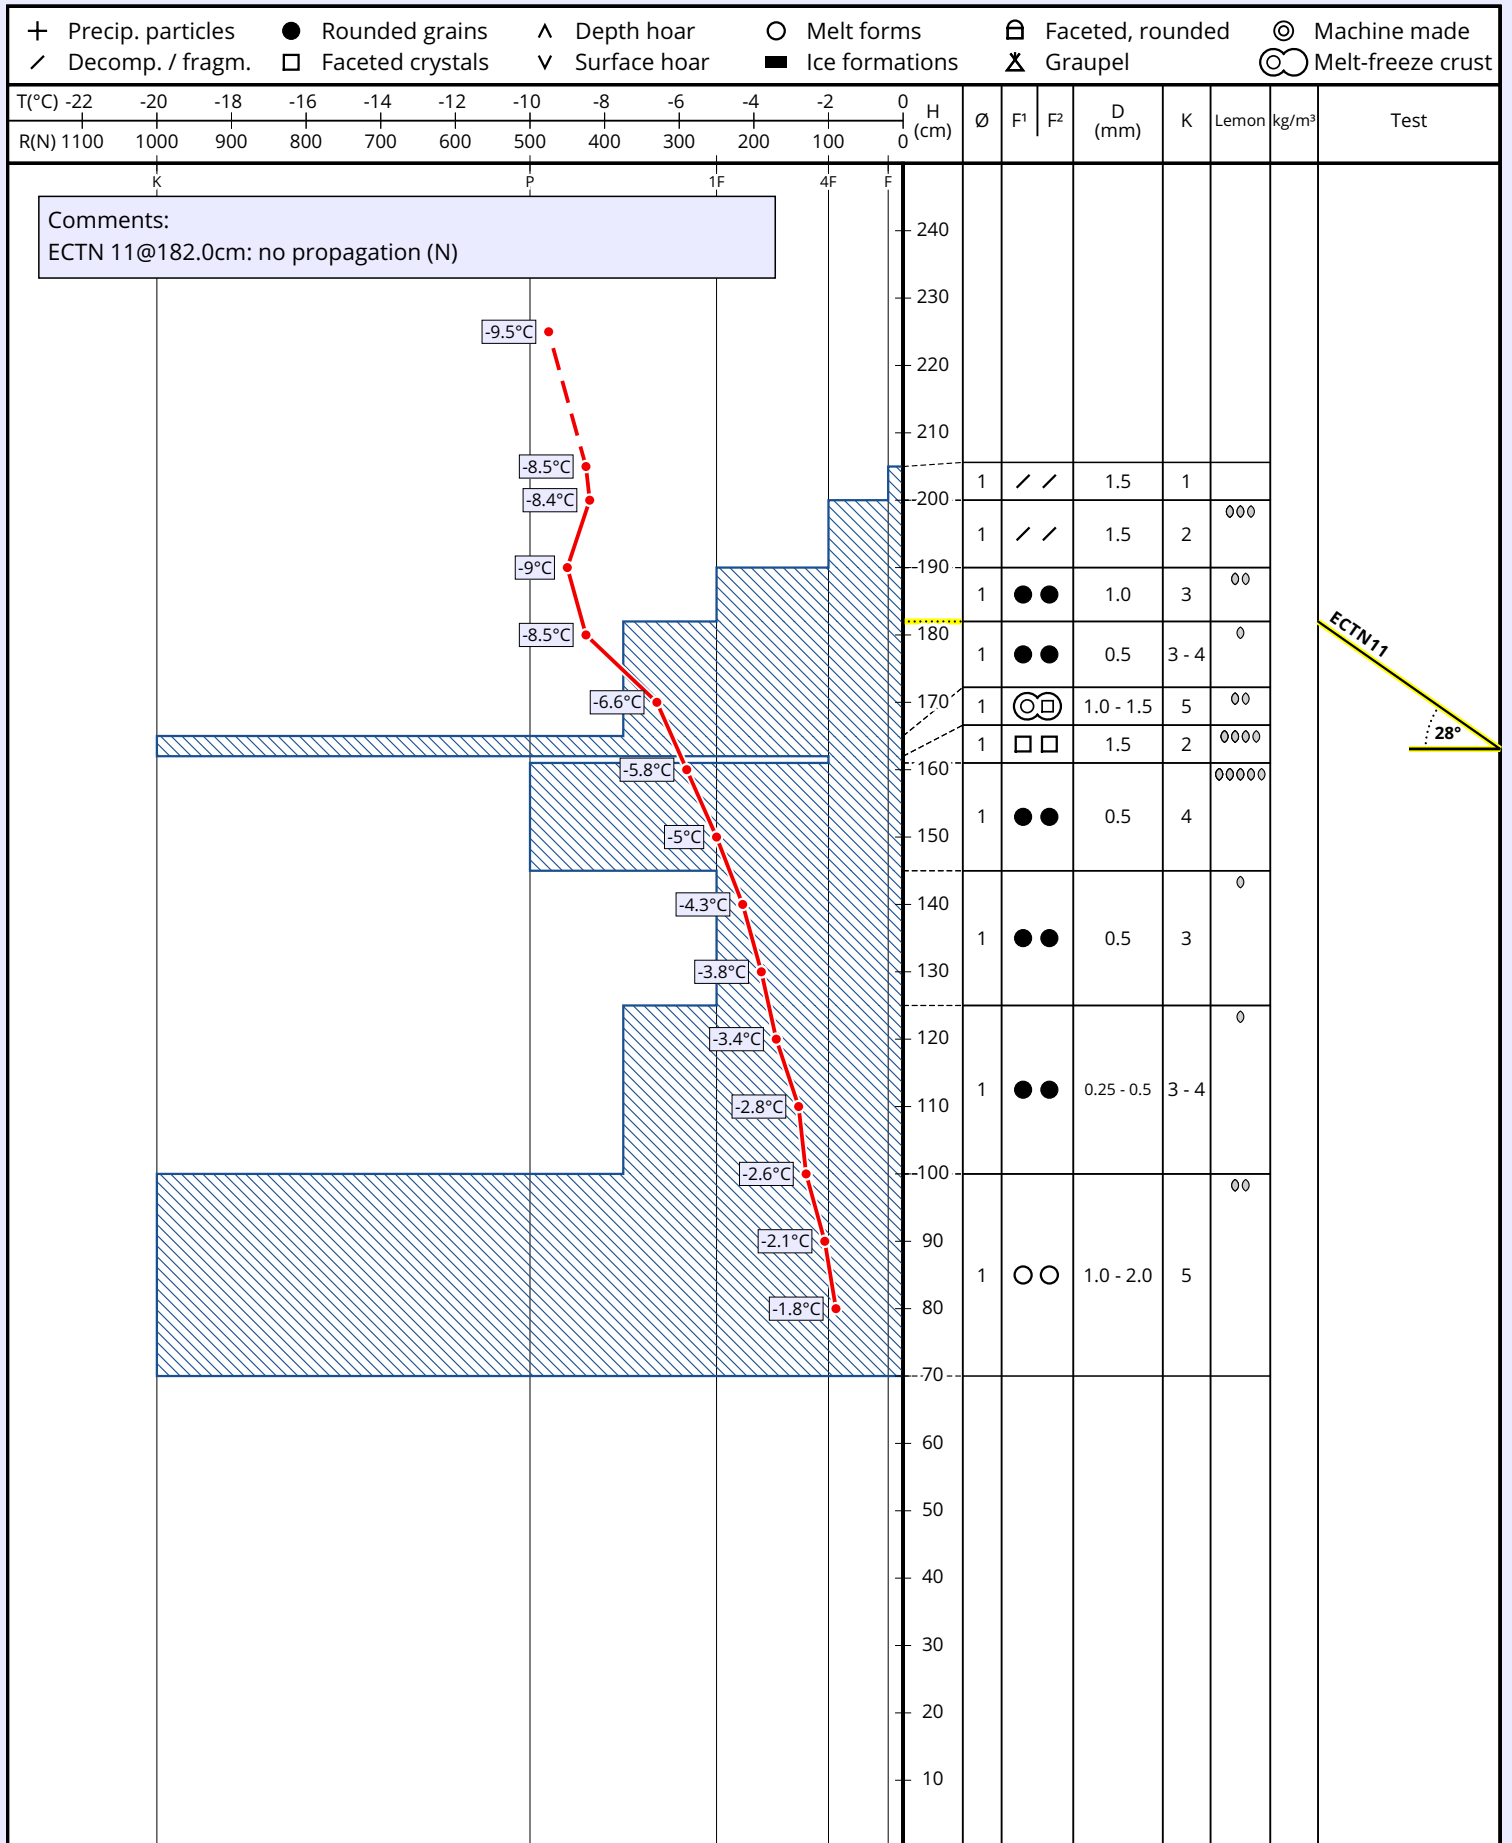 Precip. particles Rounded grains Depth hoar Melt forms Faceted, rounded Machine made
Decomp. / fragm. Faceted crystals Surface hoar Ice formations Graupel Melt-freeze crust
T(°C) -22 -20 -18 -16 -14 -12 -10 -8 -6 -4 -2 0
R(N) 1100 1000 900 800 700 600 500 400 300 200 100 0
H (cm) Ø F¹ F² D (mm) K Lemon kg/m³ Test
K P 1F 4F F
Comments:
ECTN 11@182.0cm: no propagation (N)
240
230
-9.5°C
220
210
-8.5°C
1 1.5 1
-8.4°C 200
1 1.5 2
-9°C 190
1 1.0 3
ECTN11
-8.5°C 180
1 0.5 3 - 4
-6.6°C 170
1 1.0 - 1.5 5
28°
1 1.5 2
-5.8°C 160
1 0.5 4
-5°C 150
-4.3°C 140
1 0.5 3
-3.8°C 130
-3.4°C 120
1 0.25 - 0.5 3 - 4
-2.8°C 110
-2.6°C 100
-2.1°C 90
1 1.0 - 2.0 5
-1.8°C 80
70
60
50
40
30
20
10